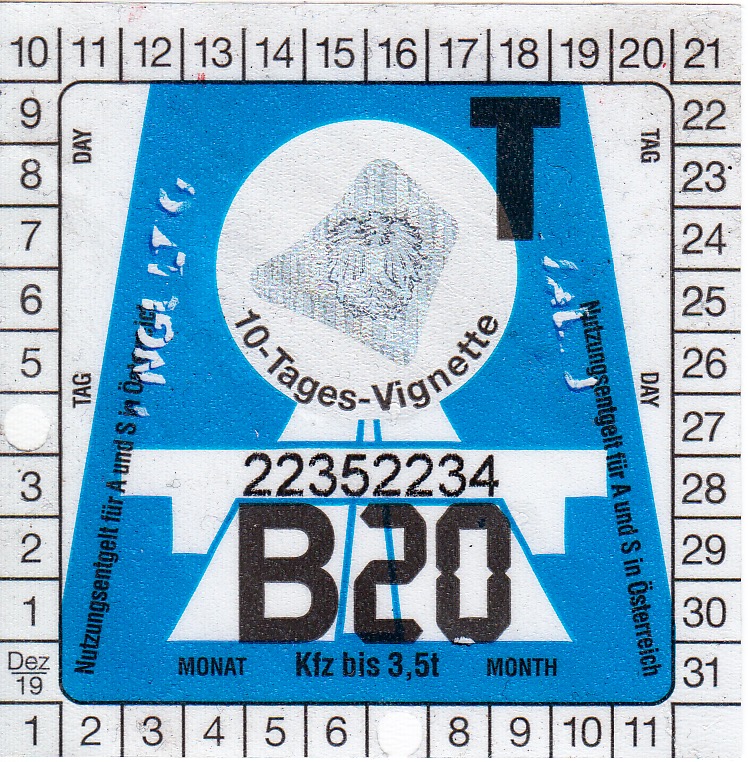 10 11 12 13 14 15 16 17 18 19 20 21
9 22
8 23
7 24
6 25
5 26
27
3 28
2 29
1 30
Dez
19
31
1 2 3 4 5 6 8 9 10 11
DAY
TAG
T
10-Tages-Vignette
TAG
DAY
Nutzungsentgelt für A und S in Österreich
Nutzungsentgelt für A und S in Österreich
22352234
B20
MONAT Kfz bis 3,5t MONTH